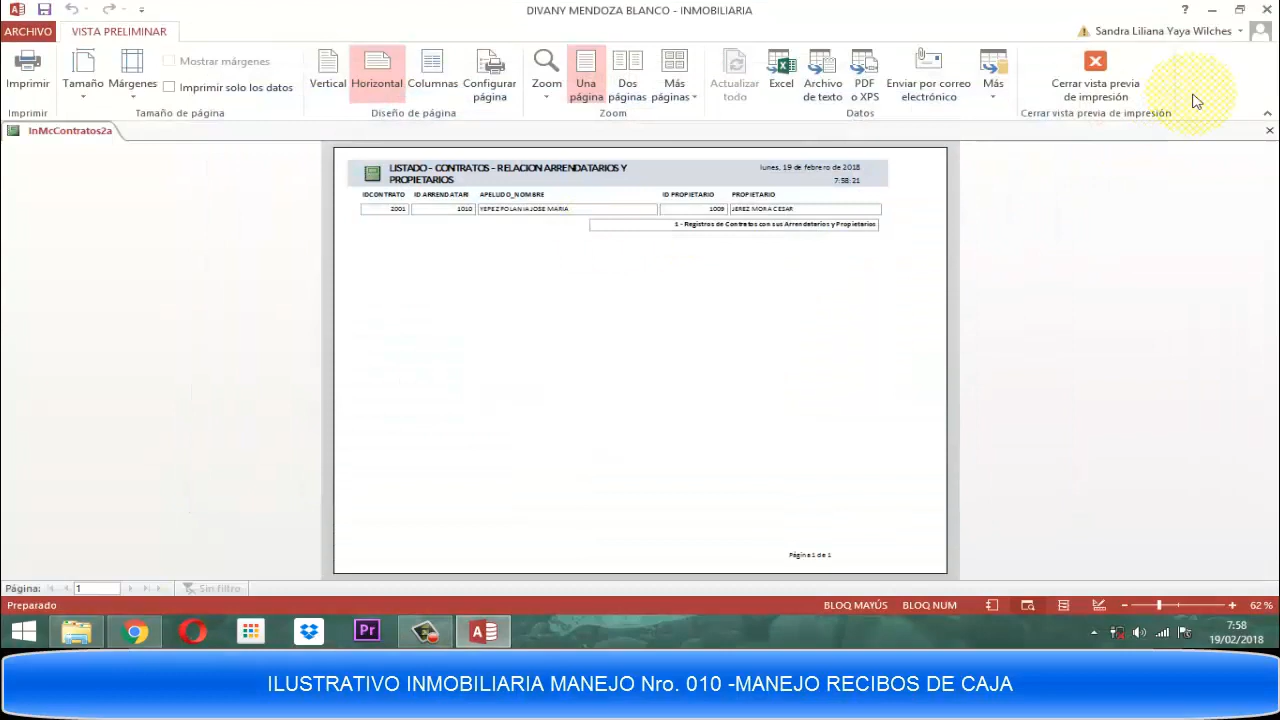 DIVANY MENDOZA BLANCO - INMOBILIARIA
ARCHIVO VISTA PRELIMINAR
Sandra Liliana Yaya Wilches
Imprimir
Tamaño Márgenes
Mostrar márgenes
Imprimir solo los datos
Vertical Horizontal Columnas Configurar página
Zoom Una página Dos páginas Más páginas
Actualizar todo Excel Archivo de texto PDF o XPS Enviar por correo electrónico Más
Cerrar vista previa de impresión
Imprimir Tamaño de página Diseño de página Zoom Datos Cerrar vista previa de impresión
InMcContratos2a
LISTADO - CONTRATOS - RELACION ARRENDATARIOS Y PROPIETARIOS
lunes, 19 de febrero de 2018
7:58:21
IDCONTRATO ID ARRENDATARI APELUDO_NOMBRE ID PROPIETARIO PROPIETARIO
2001 1010 YEPEZ POLANIA JOSE MARIA 1009 JEREZ MORA CESAR
1 - Registros de Contratos con sus Arrendatarios y Propietarios
Página 1 de 1
Página: 1 Sin filtro
Preparado BLOQ MAYÚS BLOQ NUM 62 %
Pr
7:58
19/02/2018
ILUSTRATIVO INMOBILIARIA MANEJO Nro. 010 -MANEJO RECIBOS DE CAJA